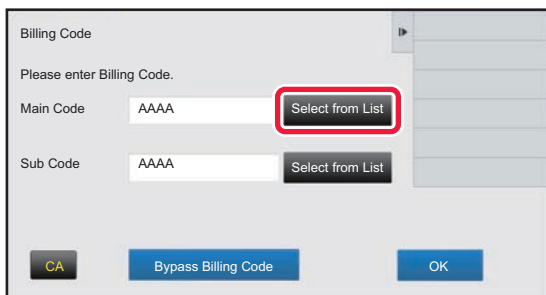 Billing Code
Please enter Billing Code.
Main Code AAAA Select from List
Sub Code AAAA Select from List
CA Bypass Billing Code OK